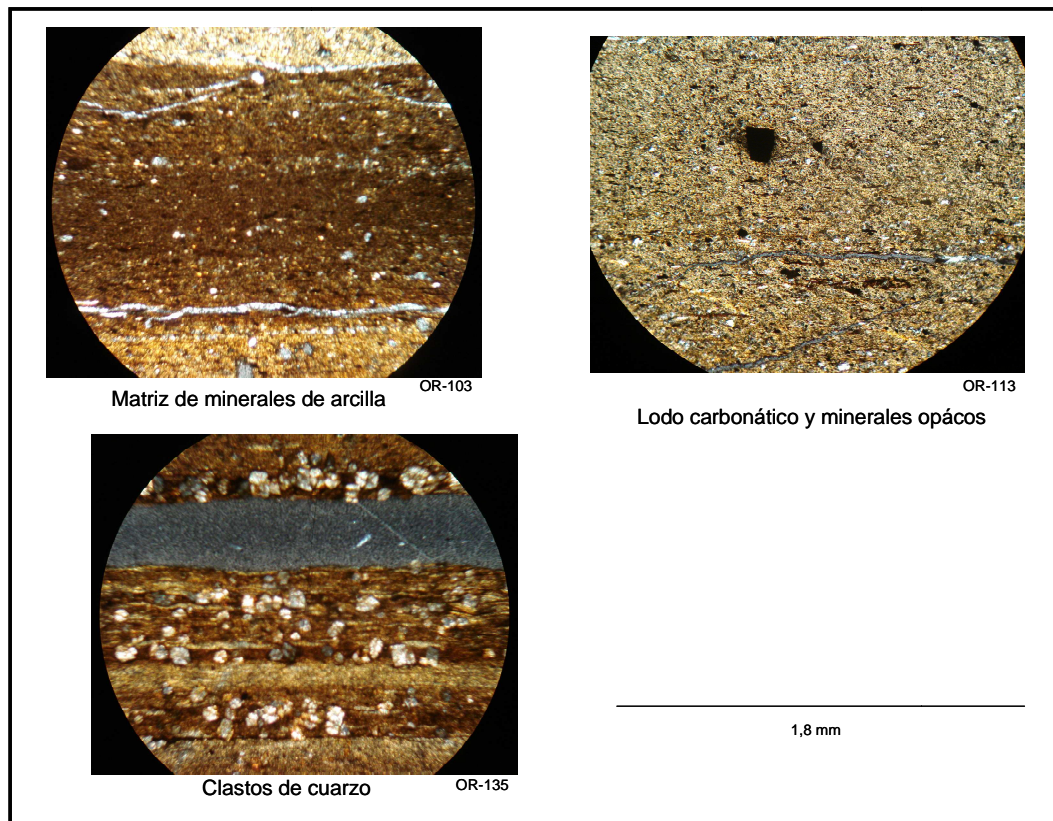 OR-103
Matriz de minerales de arcilla
OR-113
Lodo carbonático y minerales opácos
Clastos de cuarzo
OR-135
1,8 mm